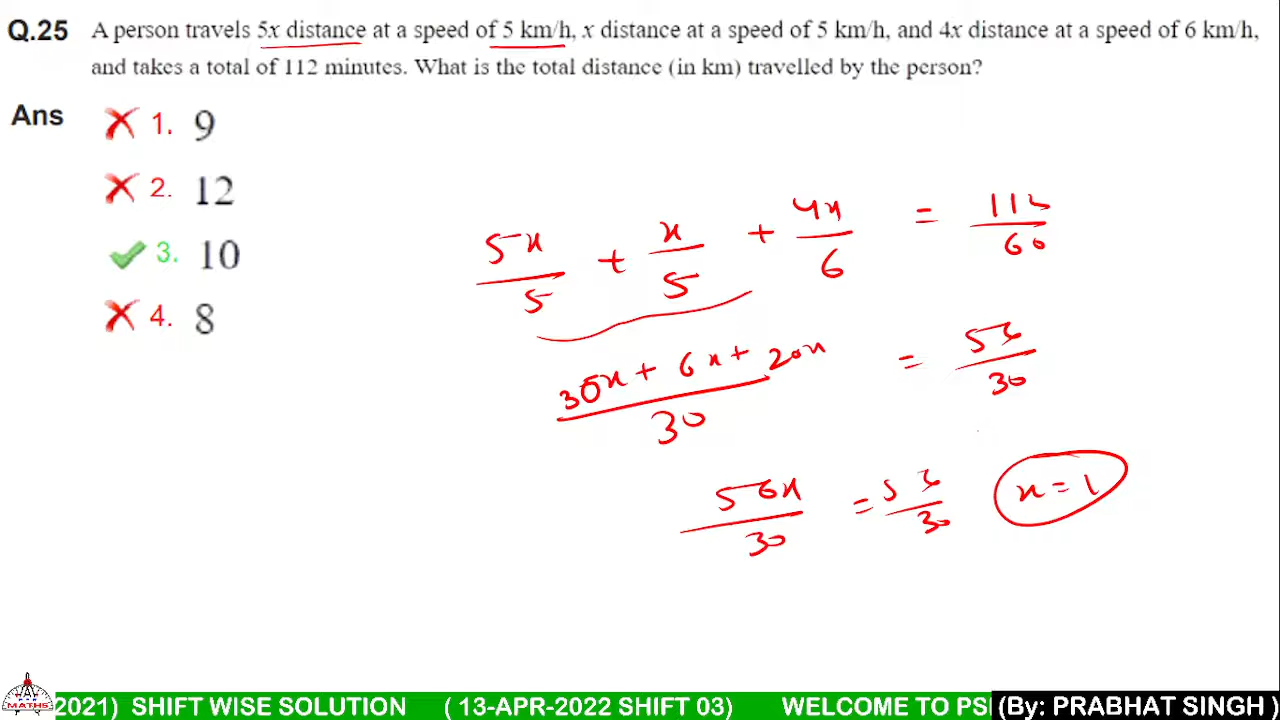 Q.25 A person travels 5x distance at a speed of 5 km/h, x distance at a speed of 5 km/h, and 4x distance at a speed of 6 km/h,
and takes a total of 112 minutes. What is the total distance (in km) travelled by the person?
Ans
1. 9
2. 12
3. 10
4. 8
5x/5 + x/5 + 4x/6 = 112/60
30x + 6x + 20x / 30 = 56/30
56x/30 = 56/30
x = 1
MATHS
2021) SHIFT WISE SOLUTION ( 13-APR-2022 SHIFT 03) WELCOME TO PS (By: PRABHAT SINGH )